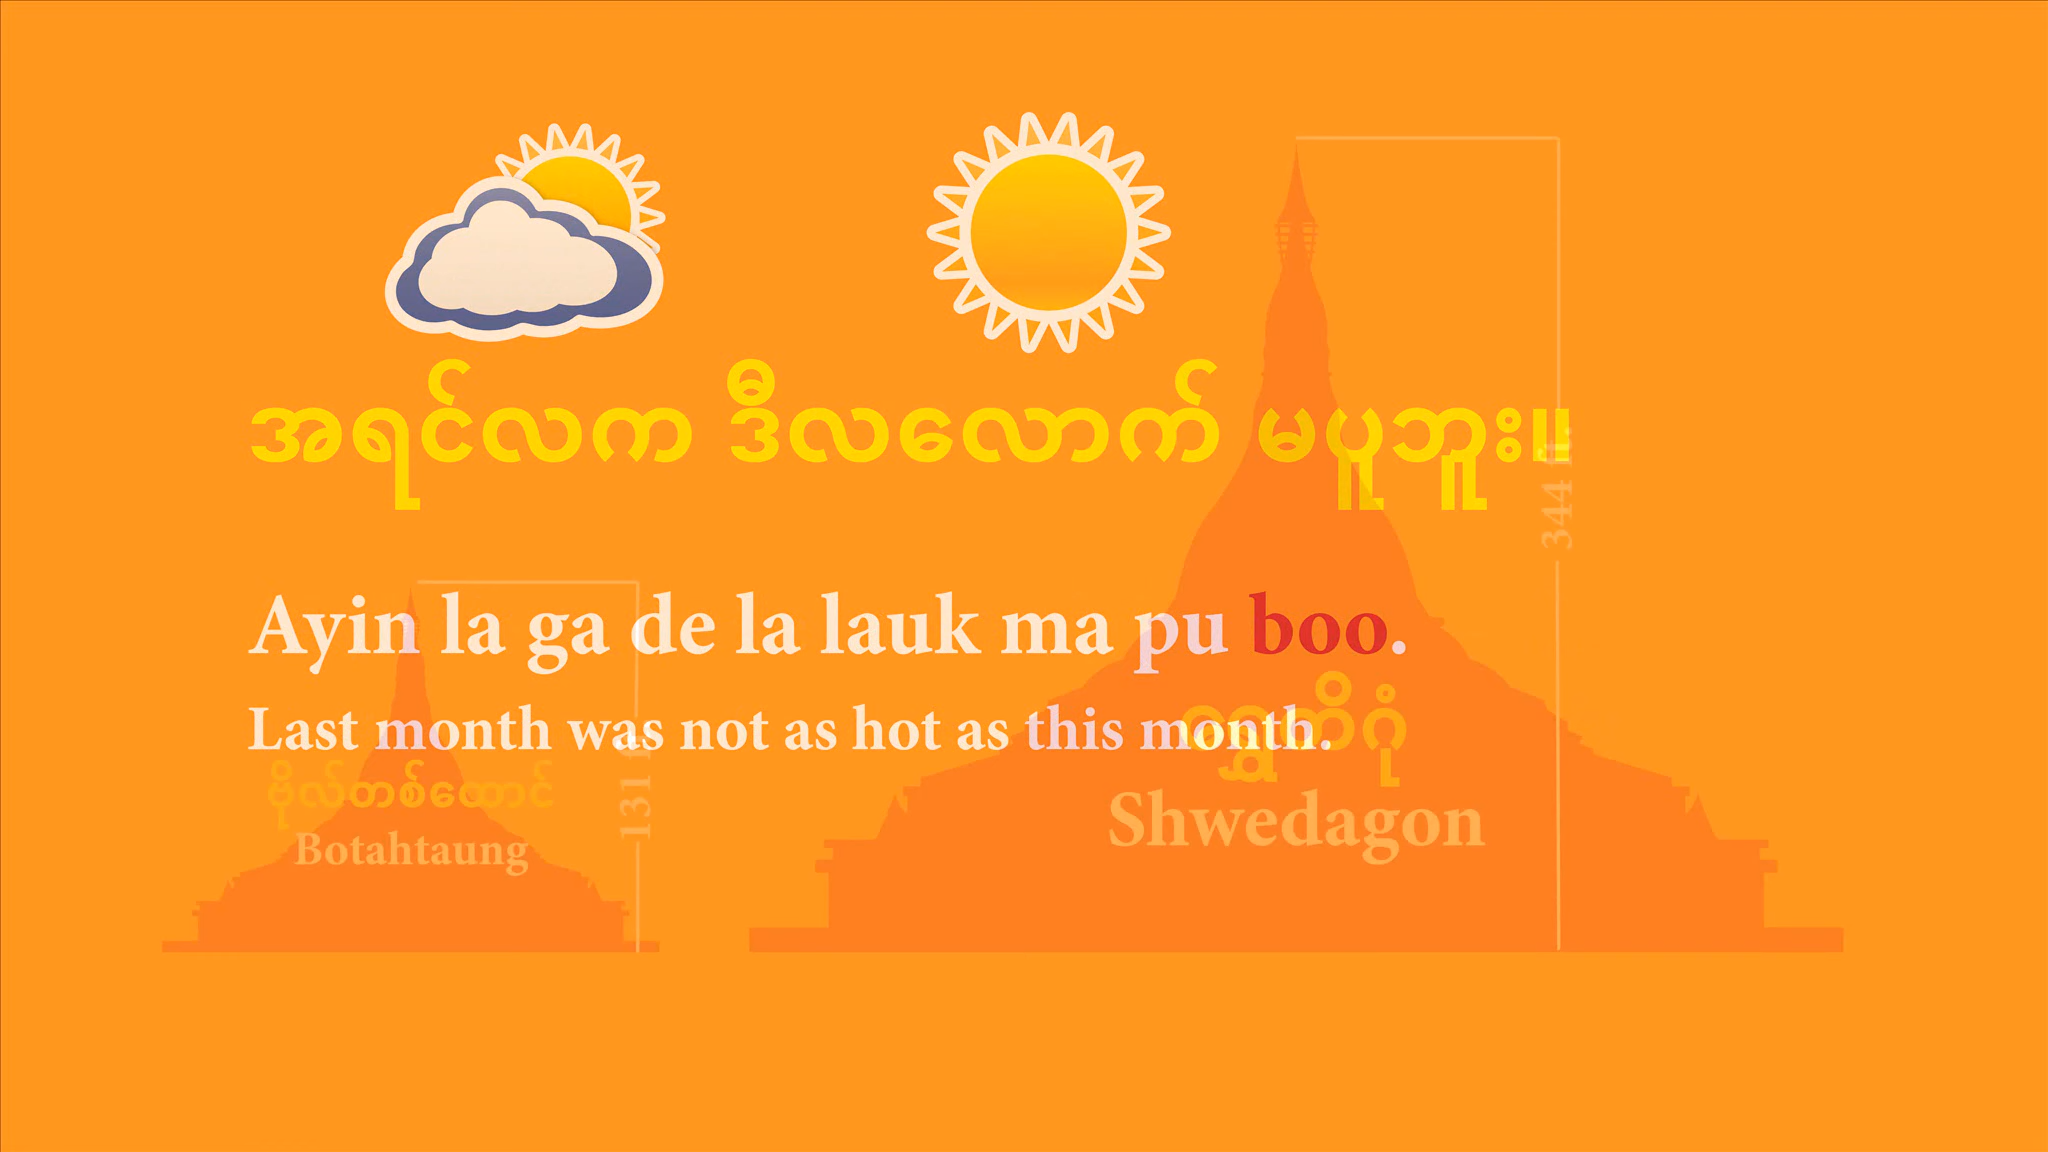 အရင်လက ဒီလလောက် မပူဘူး။
344 ft.
Ayin la ga de la lauk ma pu boo.
Last month was not as hot as this month.
ရွှေတိဂုံ
Shwedagon
ဗိုလ်တစ်ထောင်
Botahtaung
131